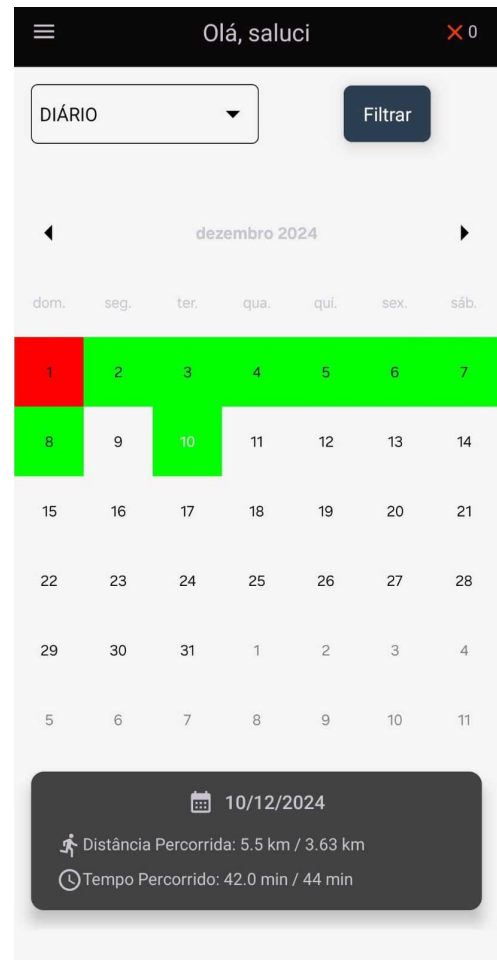 Olá, saluci 0
DIÁRIO Filtrar
dezembro 2024
dom. seg. ter. qua. qui. sex. sáb.
1 2 3 4 5 6 7
8 9 10 11 12 13 14
15 16 17 18 19 20 21
22 23 24 25 26 27 28
29 30 31 1 2 3 4
5 6 7 8 9 10 11
10/12/2024
Distância Percorrida: 5.5 km / 3.63 km
Tempo Percorrido: 42.0 min / 44 min